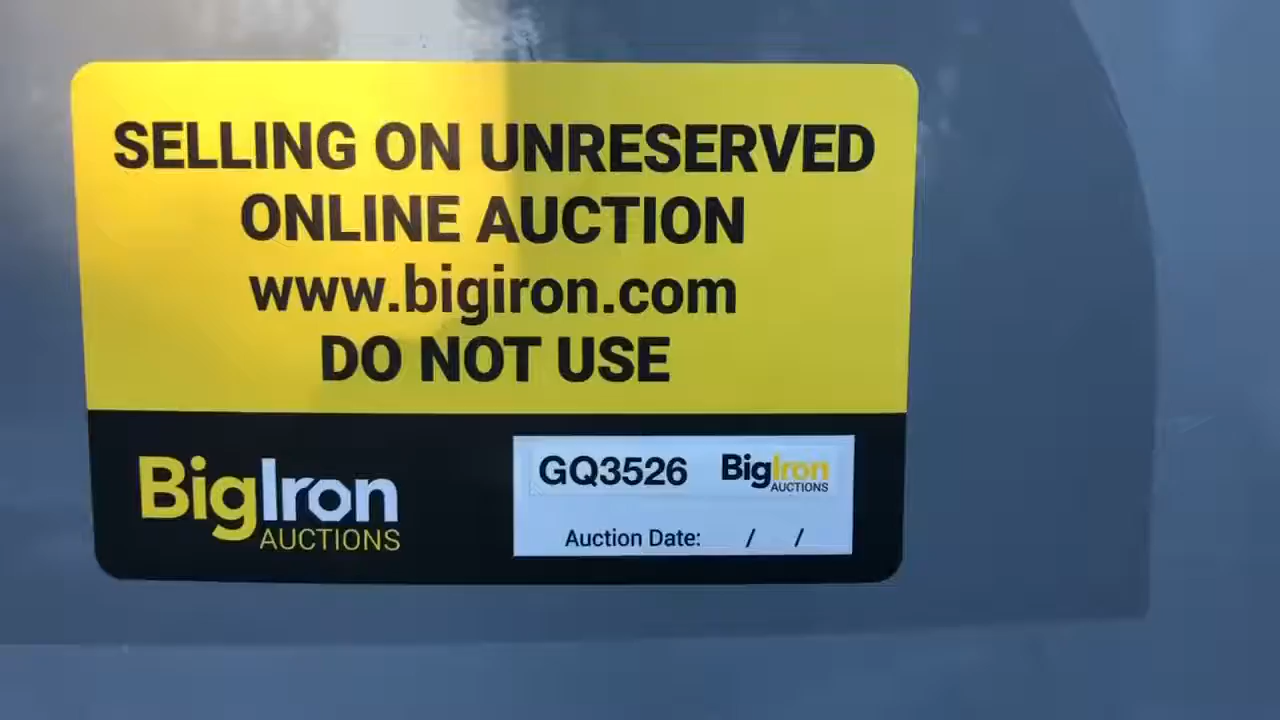 SELLING ON UNRESERVED
ONLINE AUCTION
www.bigiron.com
DO NOT USE
BigIron
AUCTIONS
GQ3526
BigIron
AUCTIONS
Auction Date: / /